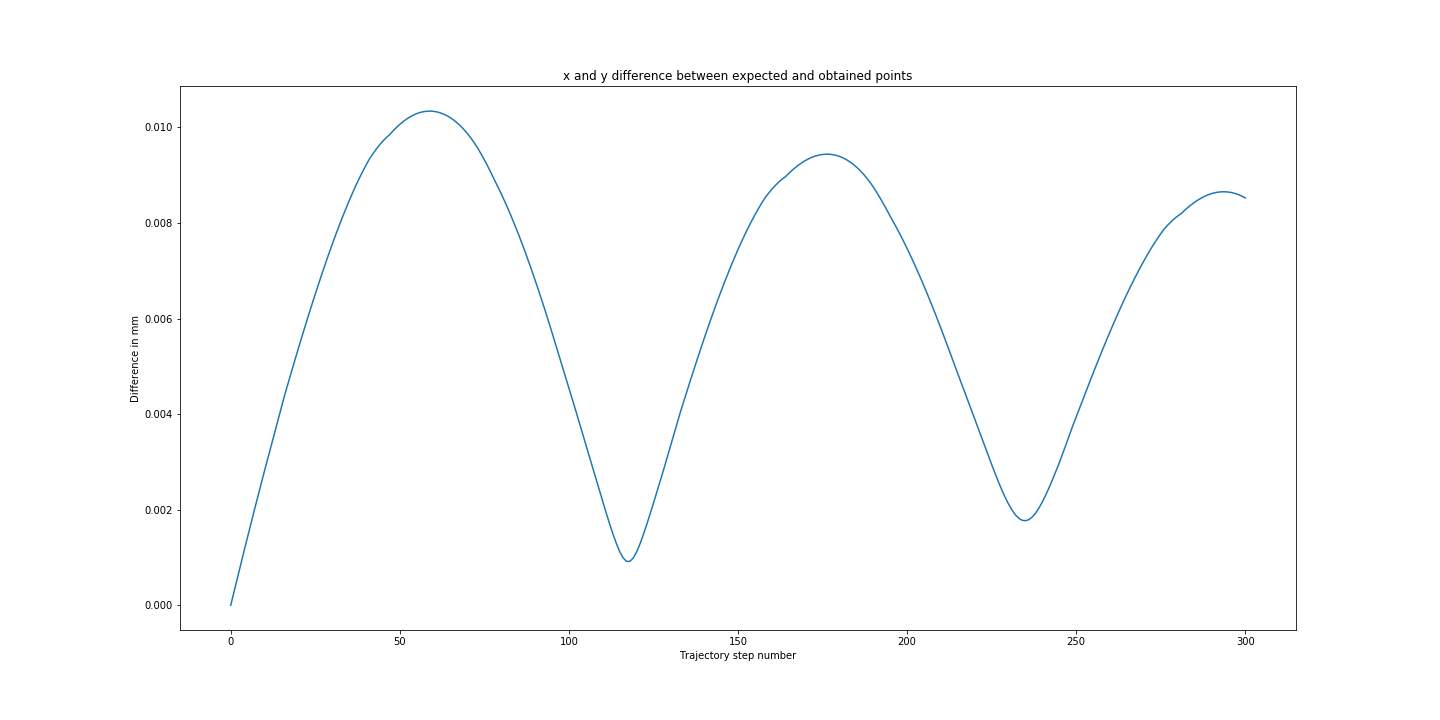 x and y difference between expected and obtained points
Difference in mm
0.010
0.008
0.006
0.004
0.002
0.000
0 50 100 150 200 250 300
Trajectory step number